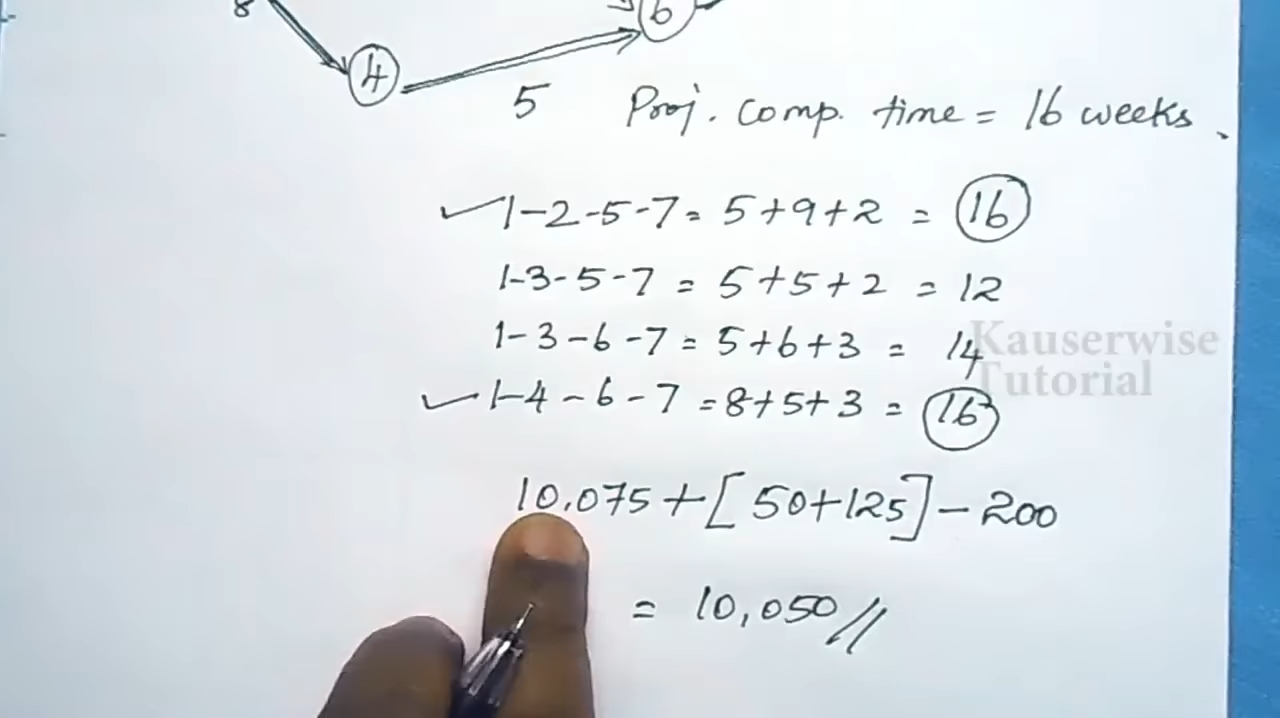 8
6
4
5 Proj. comp. time = 16 weeks.
1-2-5-7 = 5+9+2 = 16
1-3-5-7 = 5+5+2 = 12
1-3-6-7 = 5+6+3 = 14
1-4-6-7 = 8+5+3 = 16
Kauserwise
Tutorial
10,075 + [50+125] - 200
= 10,050//